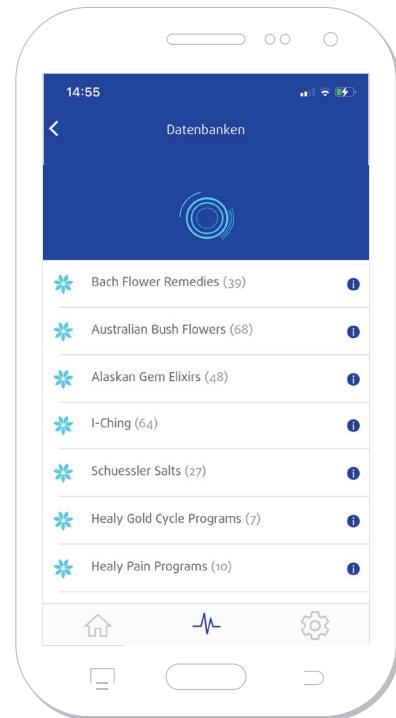 14:55
Datenbanken
Bach Flower Remedies (39)
Australian Bush Flowers (68)
Alaskan Gem Elixirs (48)
I-Ching (64)
Schuessler Salts (27)
Healy Gold Cycle Programs (7)
Healy Pain Programs (10)